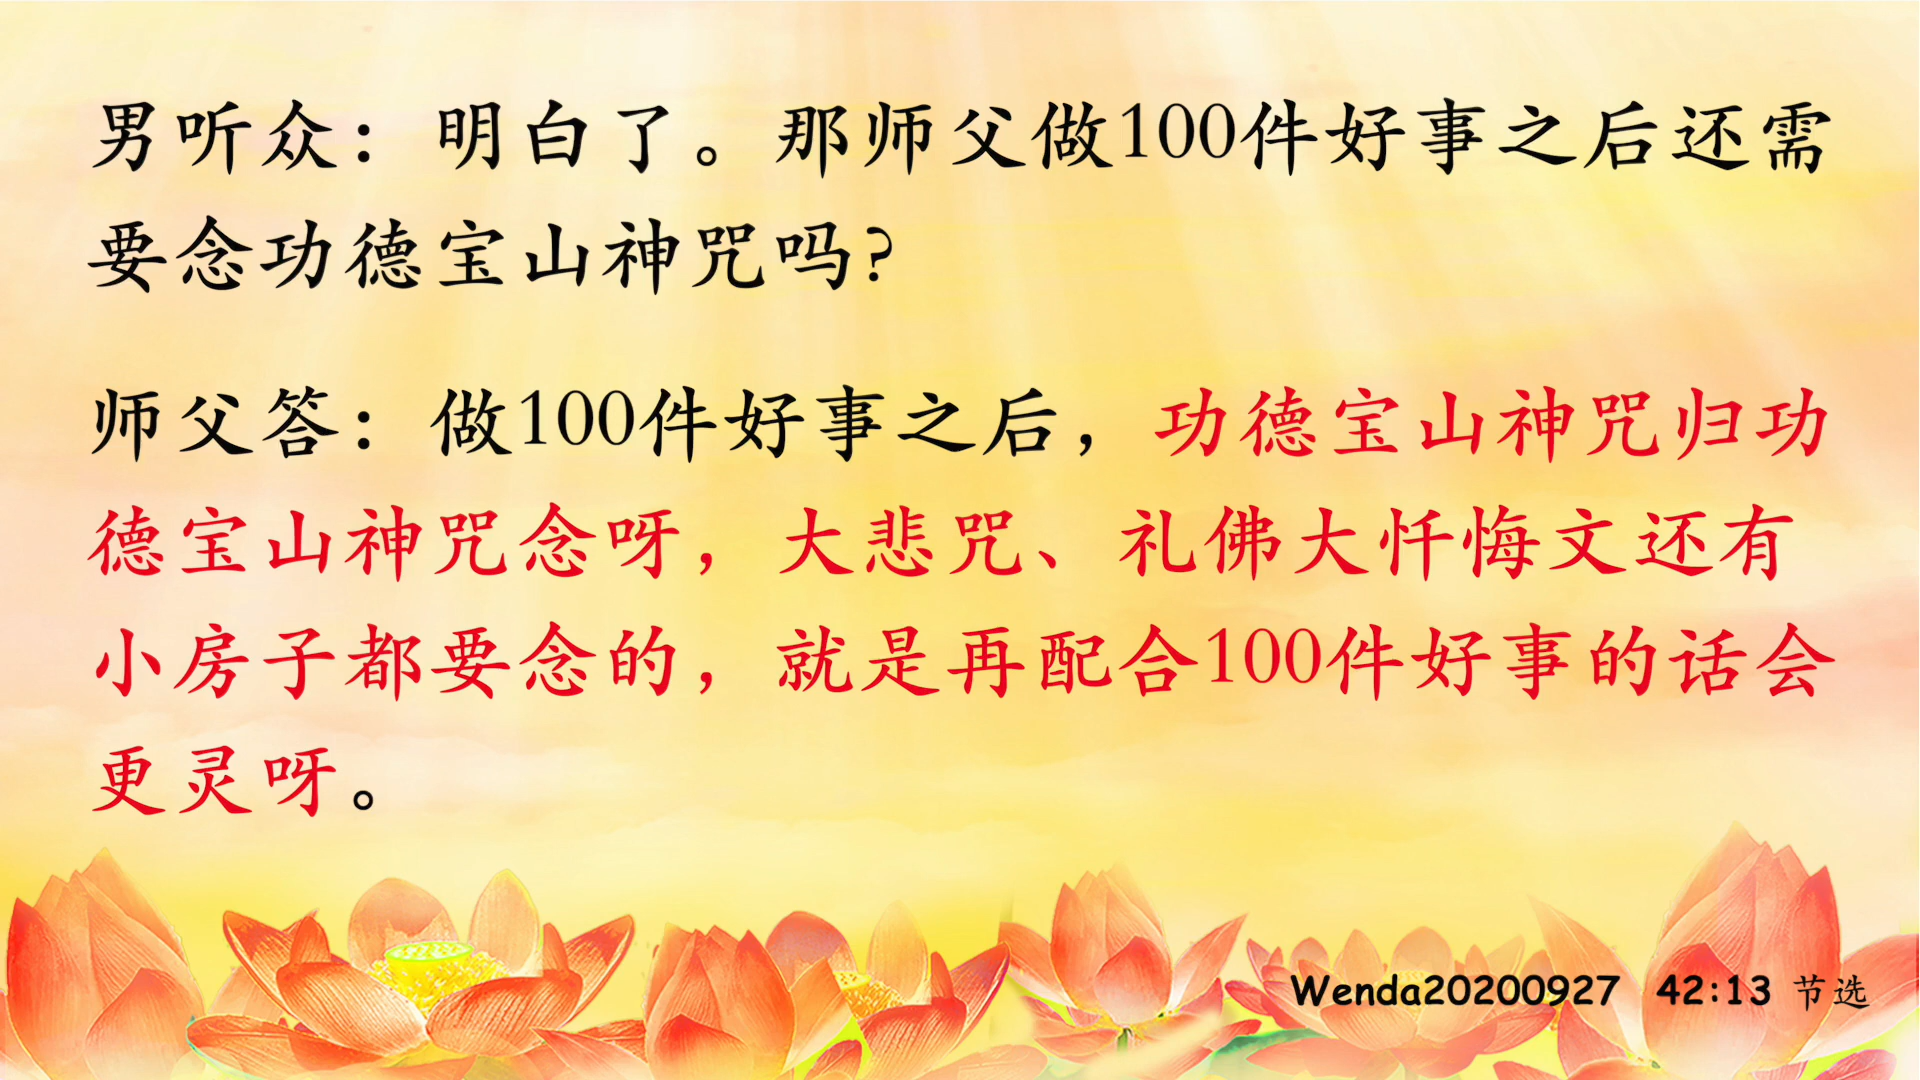 男听众：明白了。那师父做100件好事之后还需
要念功德宝山神咒吗?
师父答：做100件好事之后，功德宝山神咒归功
德宝山神咒念呀，大悲咒、礼佛大忏悔文还有
小房子都要念的，就是再配合100件好事的话会
更灵呀。
Wenda20200927 42:13 节选